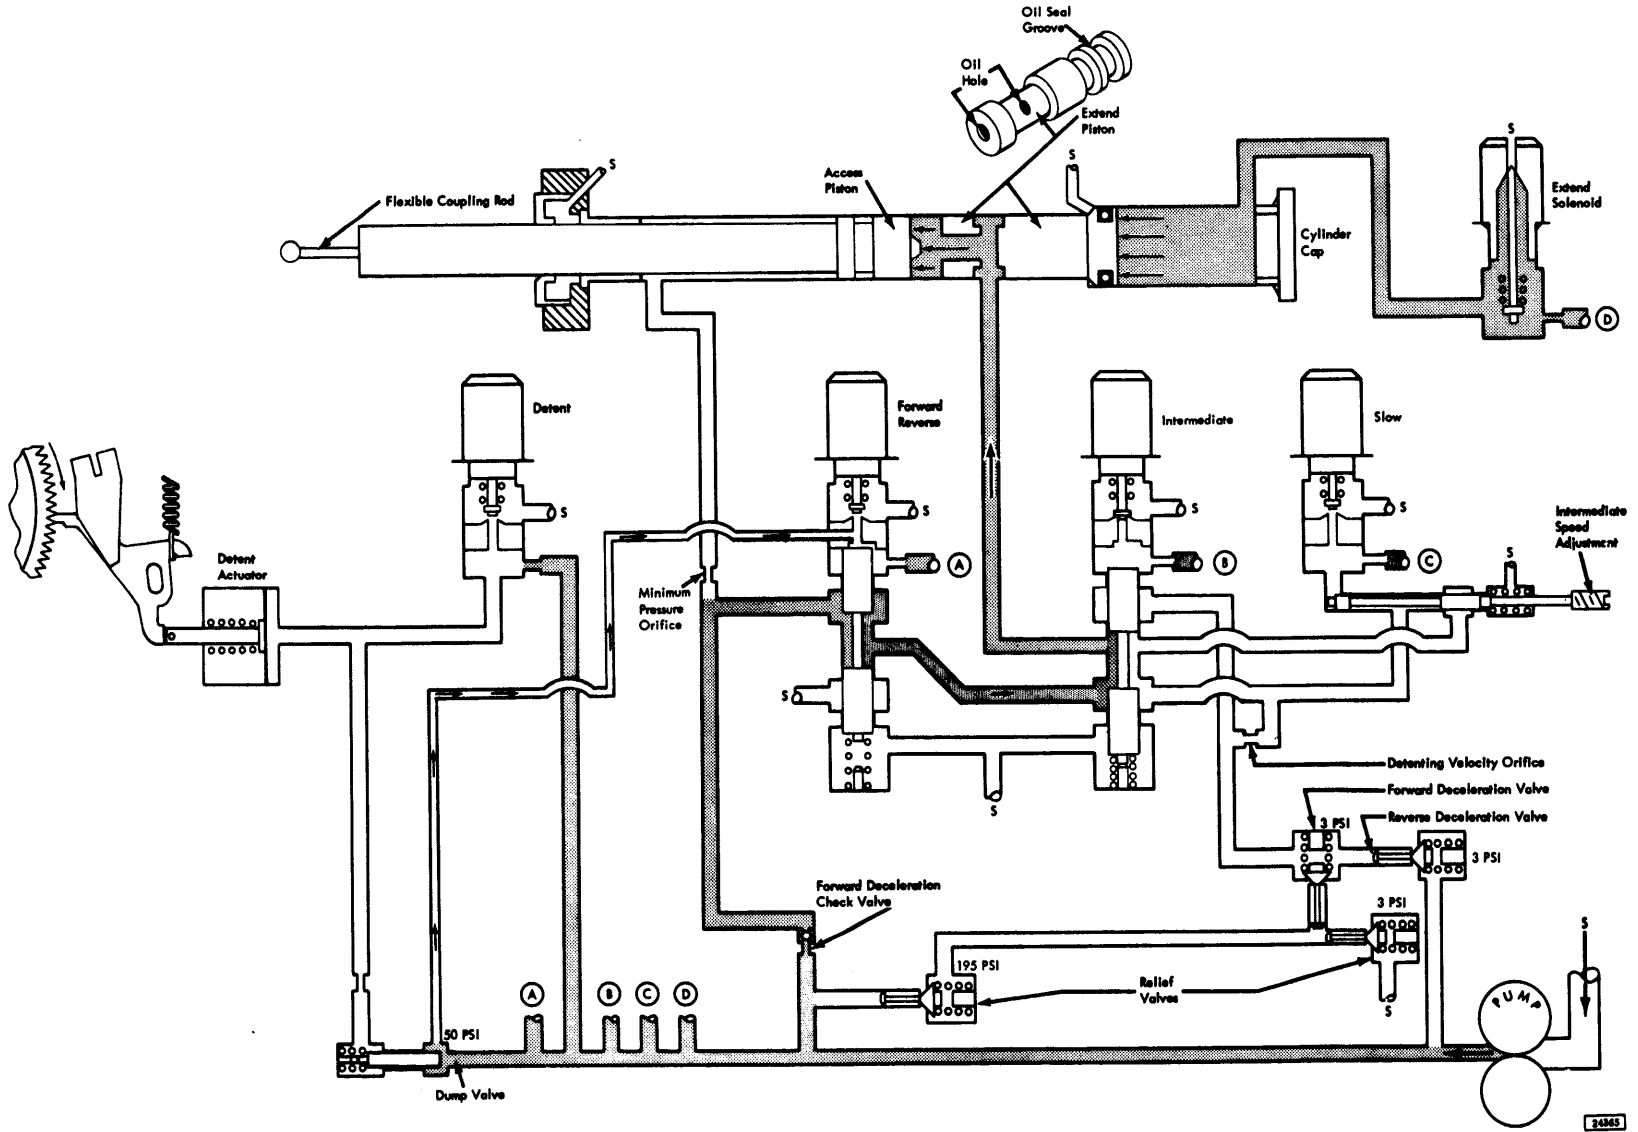 Oil Seal
Groove
Oil
Hole
Extend
Piston
S
S
S
Access
Piston
Flexible Coupling Rod
Extend
Solenoid
Cylinder
Cap
D
Detent
Forward
Reverse
Intermediate
Slow
S
S
S
S
Intermediate
Speed
Adjustment
S
Detent
Actuator
A
B
C
Minimum
Pressure
Orifice
S
S
Detenting Velocity Orifice
Forward Deceleration Valve
3 PSI
Reverse Deceleration Valve
3 PSI
Forward Deceleration
Check Valve
3 PSI
S
195 PSI
Relief
Valves
S
A
B
C
D
PUMP
50 PSI
Dump Valve
24365